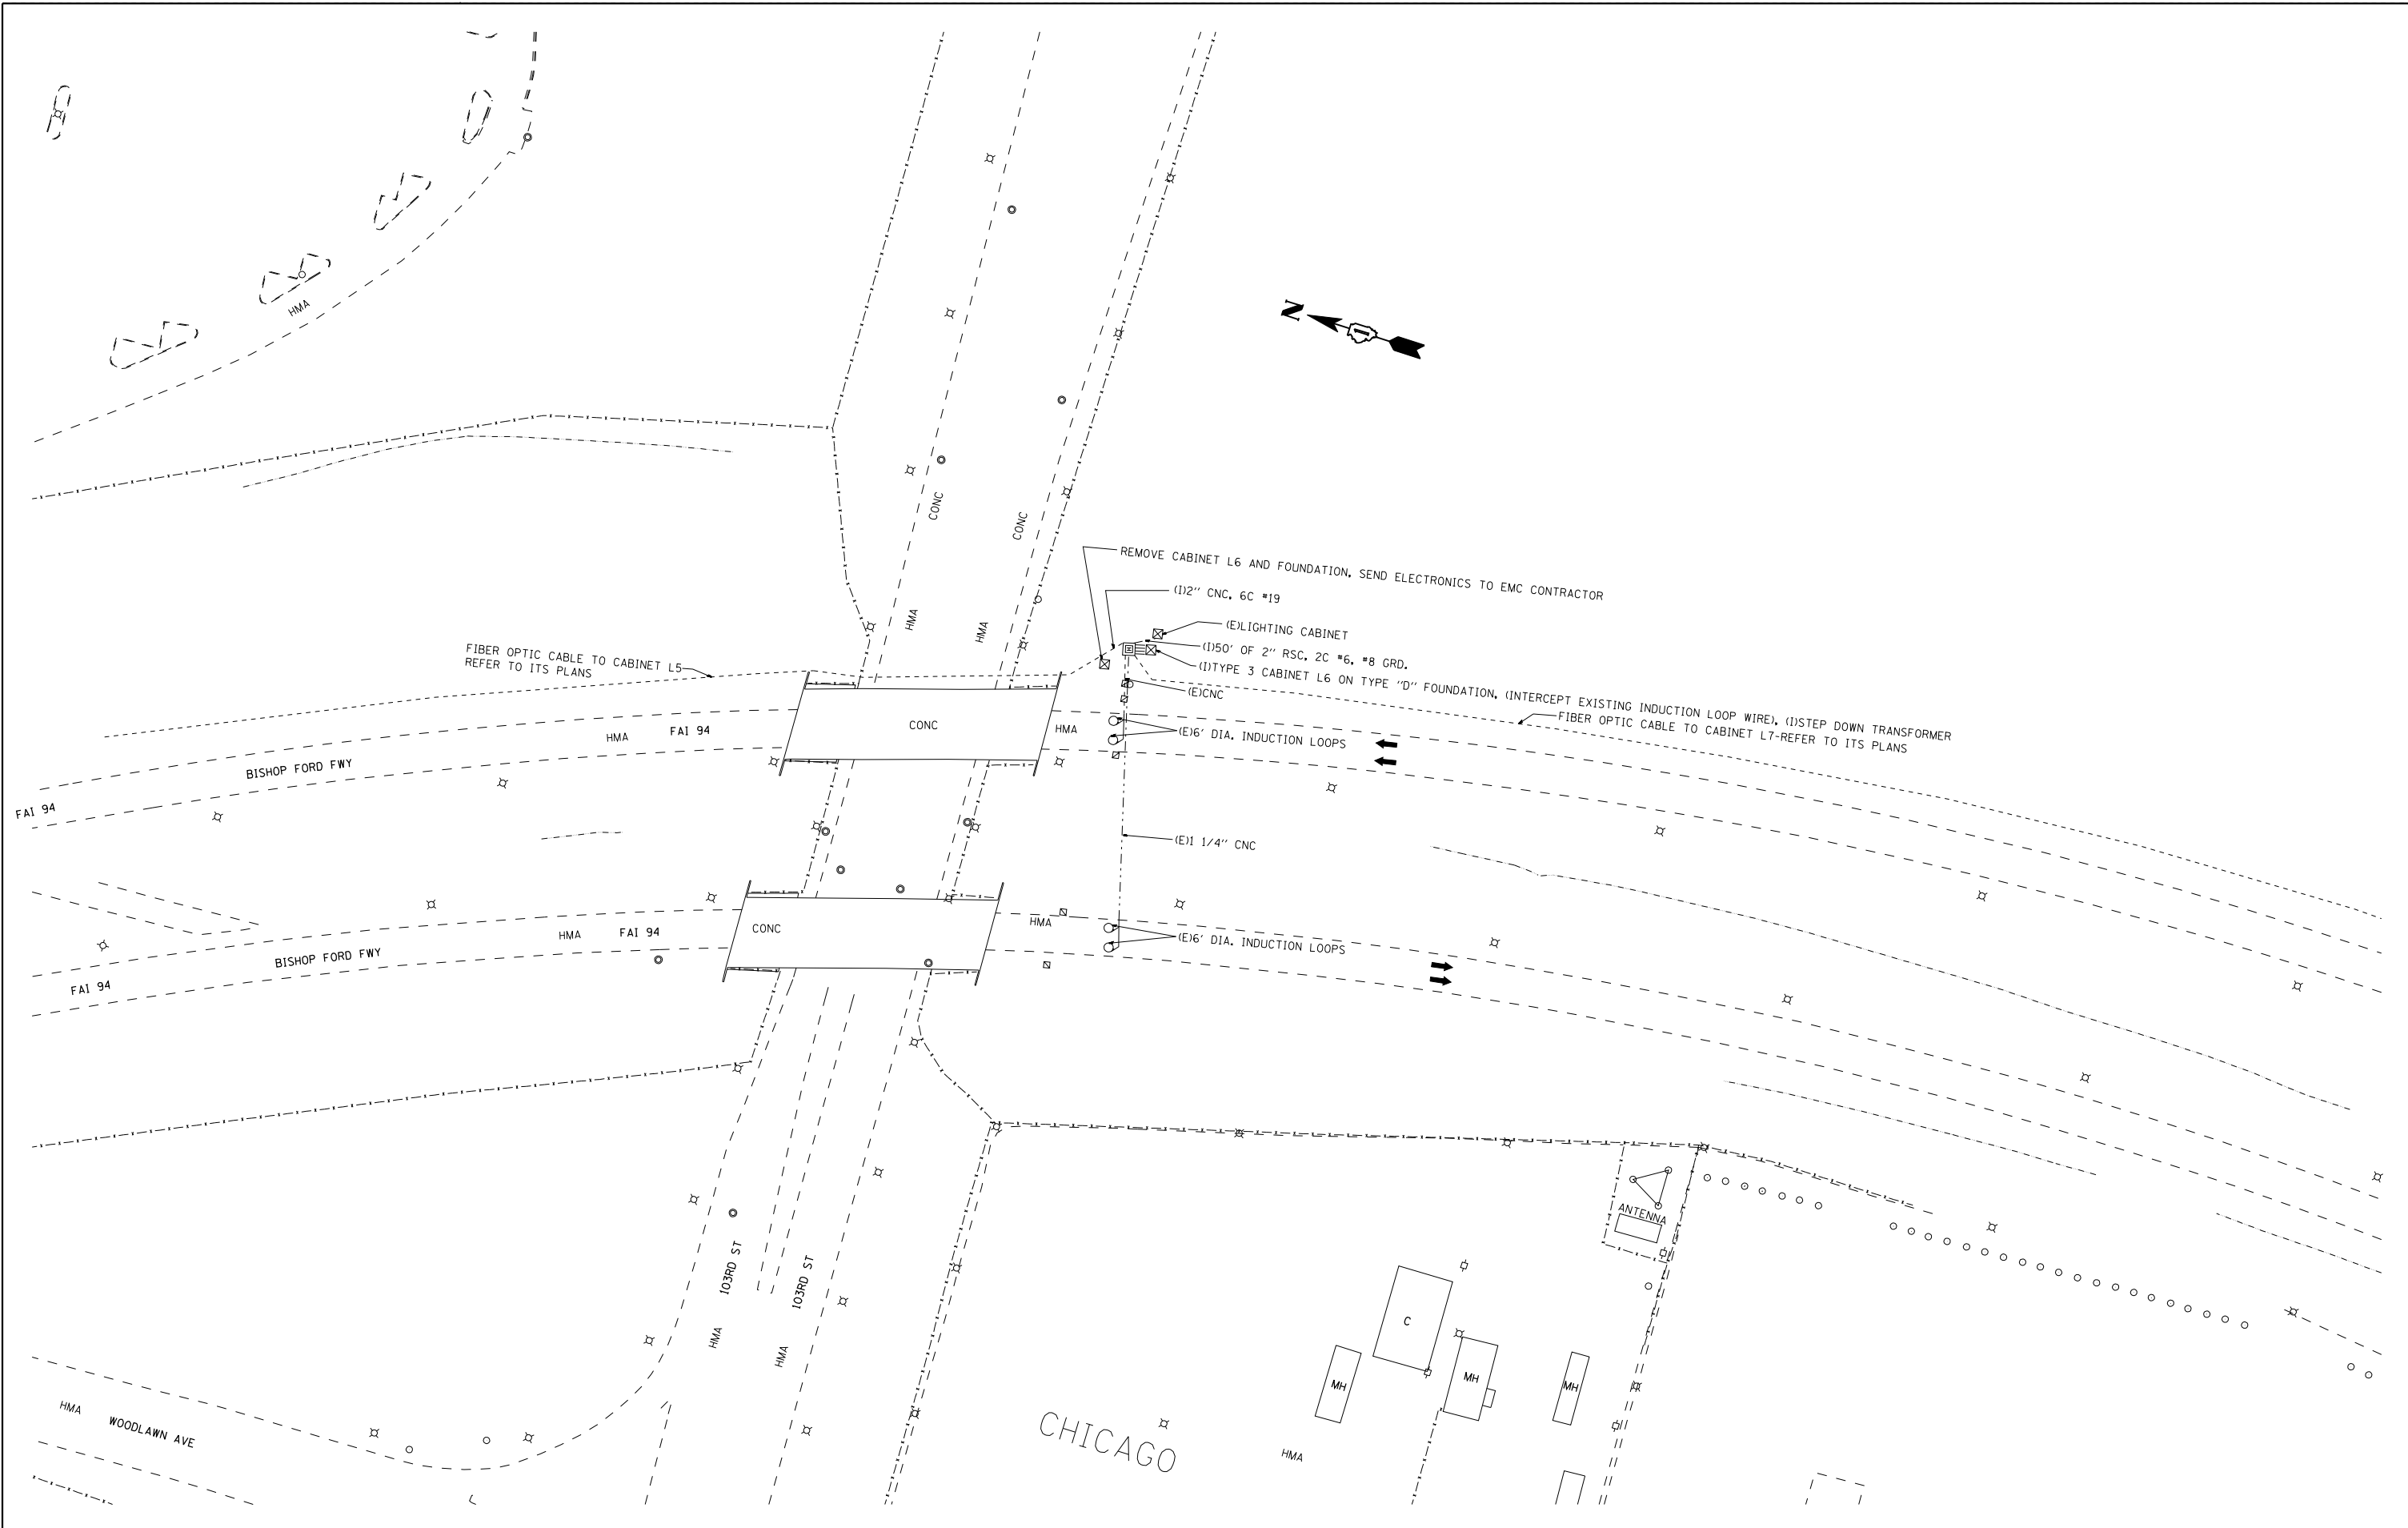 HMA
N
CONC
CONC
REMOVE CABINET L6 AND FOUNDATION, SEND ELECTRONICS TO EMC CONTRACTOR
(I)2" CNC, 6C #19
HMA
HMA
(E)LIGHTING CABINET
(I)50' OF 2" RSC, 2C #6, #8 GRD.
(I)TYPE 3 CABINET L6 ON TYPE "D" FOUNDATION, (INTERCEPT EXISTING INDUCTION LOOP WIRE), (I)STEP DOWN TRANSFORMER
FIBER OPTIC CABLE TO CABINET L5
REFER TO ITS PLANS
(E)CNC
FIBER OPTIC CABLE TO CABINET L7-REFER TO ITS PLANS
CONC
HMA
FAI 94
HMA
(E)6' DIA. INDUCTION LOOPS
BISHOP FORD FWY
FAI 94
(E)1 1/4" CNC
CONC
HMA
HMA
FAI 94
(E)6' DIA. INDUCTION LOOPS
BISHOP FORD FWY
FAI 94
ANTENNA
103RD ST
103RD ST
HMA
HMA
C
MH
MH
MH
HMA
WOODLAWN AVE
CHICAGO
HMA